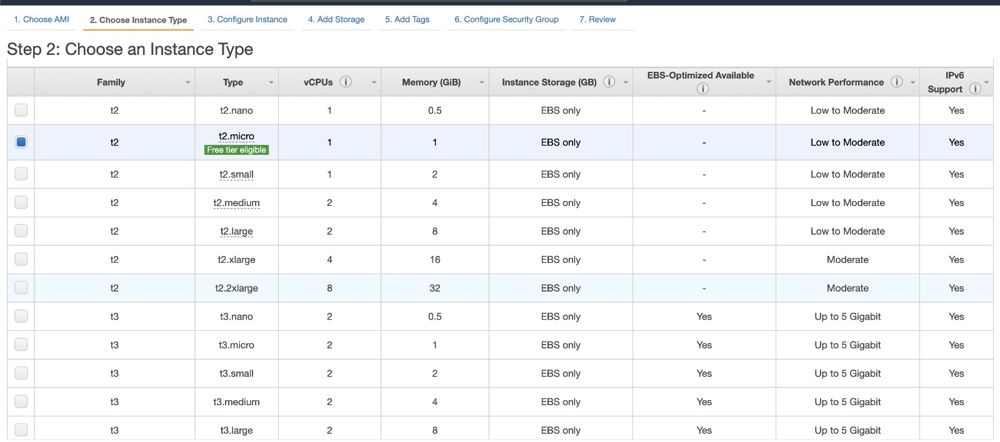 1. Choose AMI 2. Choose Instance Type 3. Configure Instance 4. Add Storage 5. Add Tags 6. Configure Security Group 7. Review
Step 2: Choose an Instance Type
Family Type vCPUs Memory (GiB) Instance Storage (GB) EBS-Optimized Available Network Performance IPv6 Support
t2 t2.nano 1 0.5 EBS only - Low to Moderate Yes
t2 t2.micro Free tier eligible 1 1 EBS only - Low to Moderate Yes
t2 t2.small 1 2 EBS only - Low to Moderate Yes
t2 t2.medium 2 4 EBS only - Low to Moderate Yes
t2 t2.large 2 8 EBS only - Low to Moderate Yes
t2 t2.xlarge 4 16 EBS only - Moderate Yes
t2 t2.2xlarge 8 32 EBS only - Moderate Yes
t3 t3.nano 2 0.5 EBS only Yes Up to 5 Gigabit Yes
t3 t3.micro 2 1 EBS only Yes Up to 5 Gigabit Yes
t3 t3.small 2 2 EBS only Yes Up to 5 Gigabit Yes
t3 t3.medium 2 4 EBS only Yes Up to 5 Gigabit Yes
t3 t3.large 2 8 EBS only Yes Up to 5 Gigabit Yes